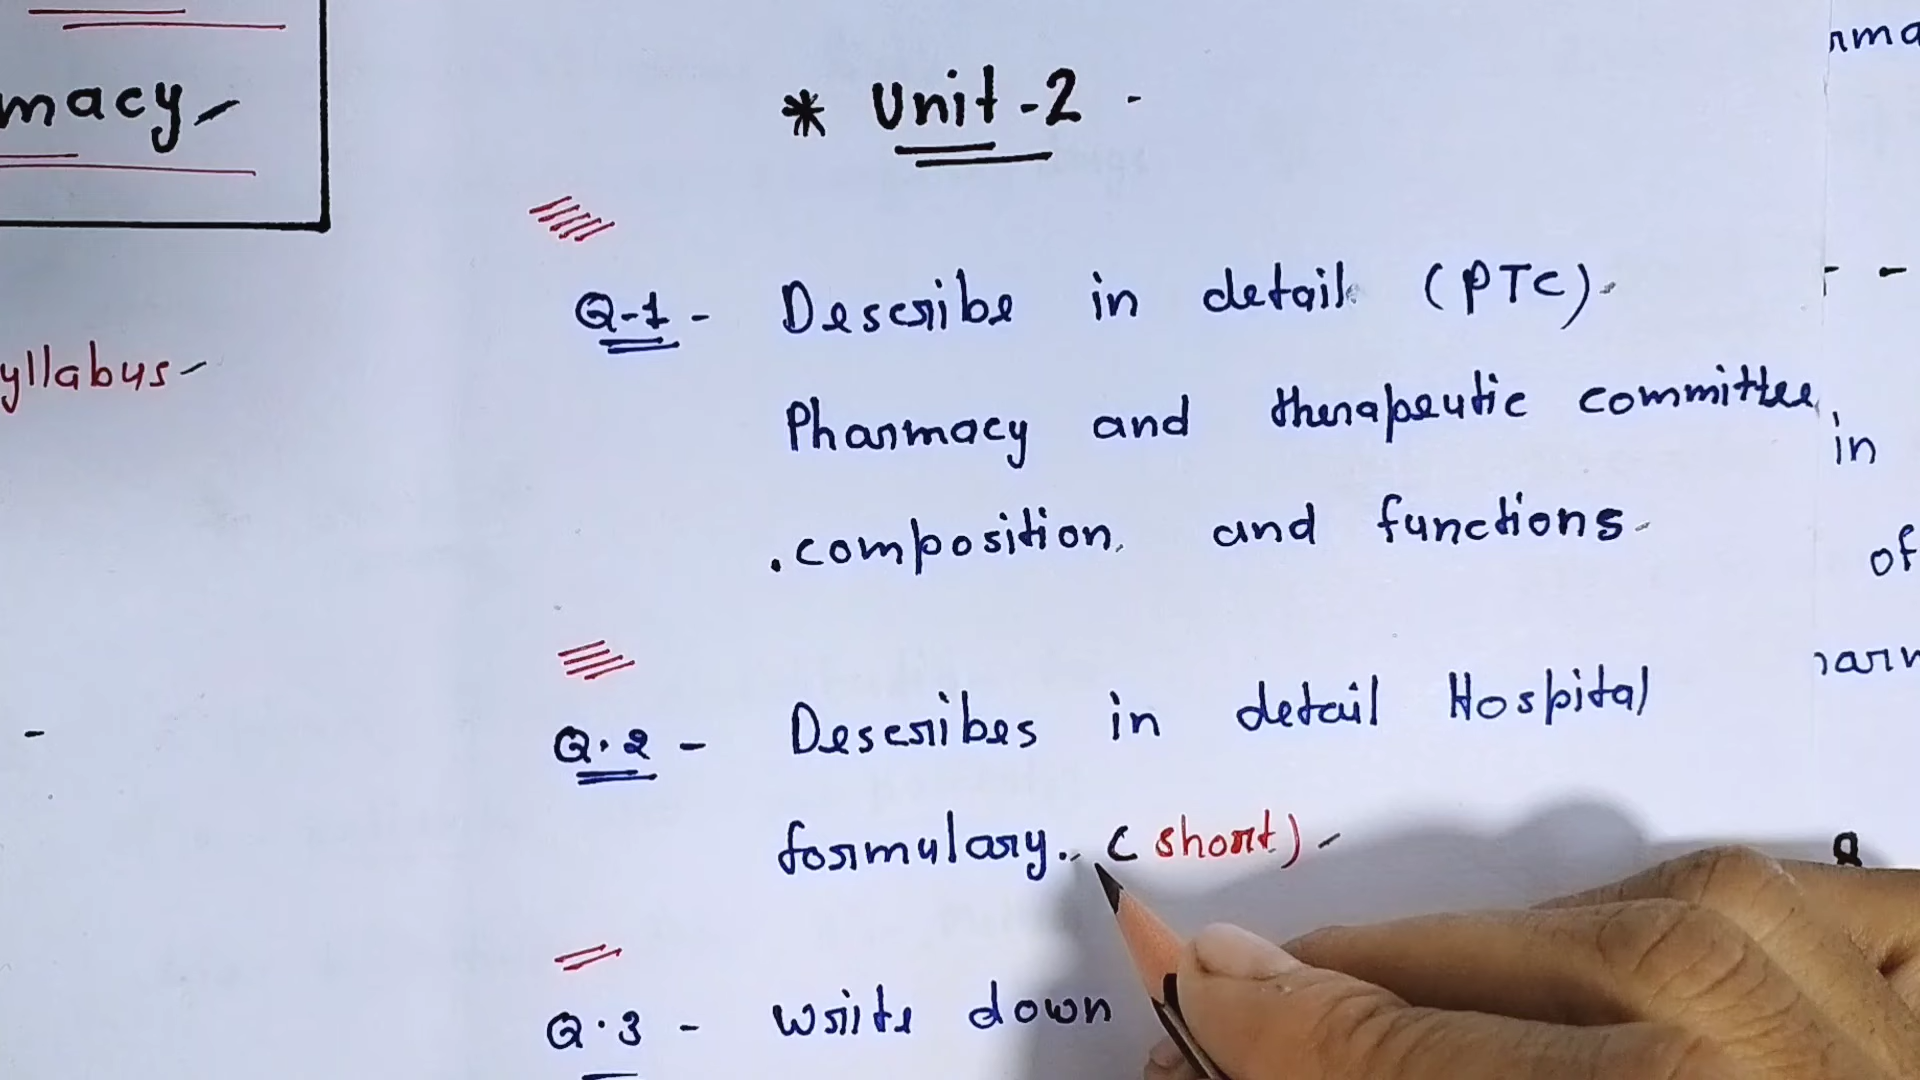 macy
yllabus
* Unit-2
Q-1 - Describe in detail (PTC).
Pharmacy and therapeutic committee,
.composition, and functions.
Q.2 - Describes in detail Hospital
formulary. (short) -
Q.3 - write down
in
of